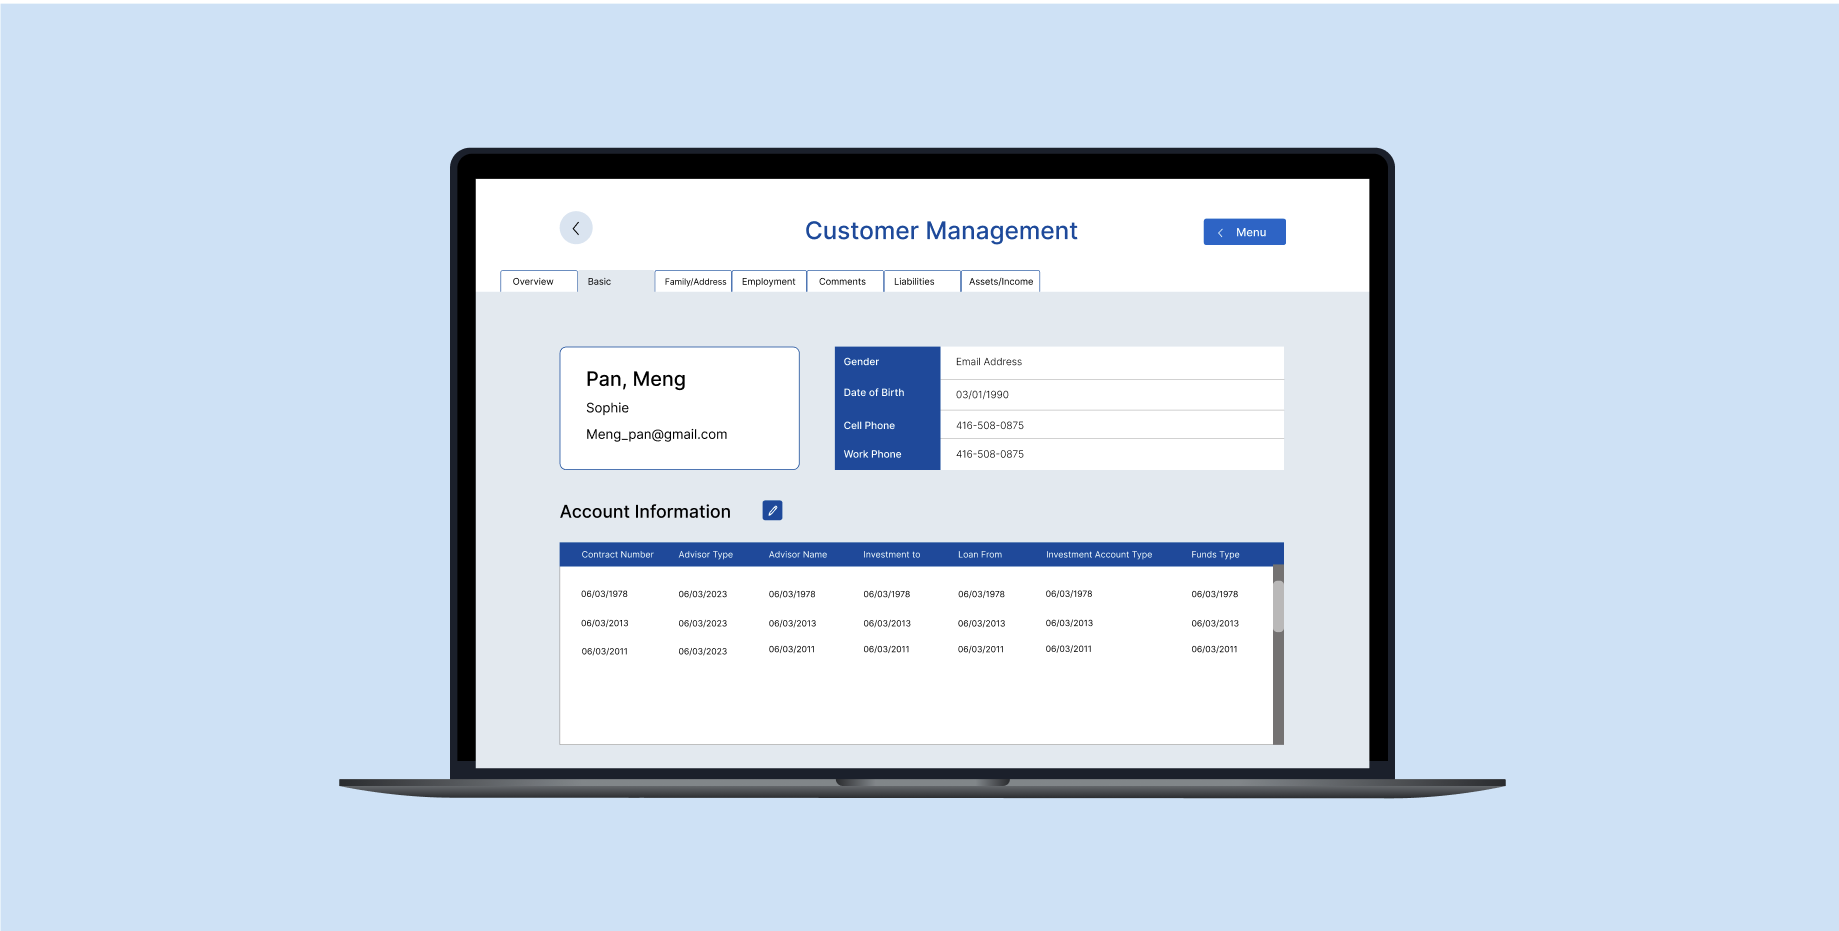 Customer Management
Menu
Overview Basic Family/Address Employment Comments Liabilities Assets/Income
Pan, Meng
Sophie
Meng_pan@gmail.com
Gender Email Address
Date of Birth 03/01/1990
Cell Phone 416-508-0875
Work Phone 416-508-0875
Account Information
Contract Number Advisor Type Advisor Name Investment to Loan From Investment Account Type Funds Type
06/03/1978 06/03/2023 06/03/1978 06/03/1978 06/03/1978 06/03/1978 06/03/1978
06/03/2013 06/03/2023 06/03/2013 06/03/2013 06/03/2013 06/03/2013 06/03/2013
06/03/2011 06/03/2023 06/03/2011 06/03/2011 06/03/2011 06/03/2011 06/03/2011